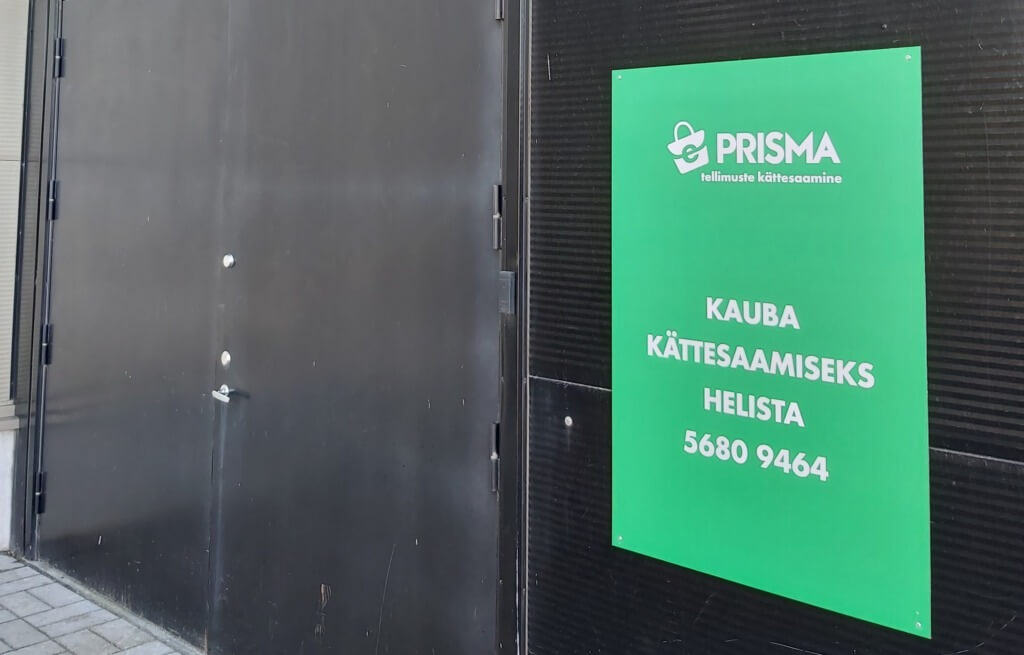 e PRISMA
tellimuste kättesaamine
KAUBA
KÄTTESAAMISEKS
HELISTA
5680 9464